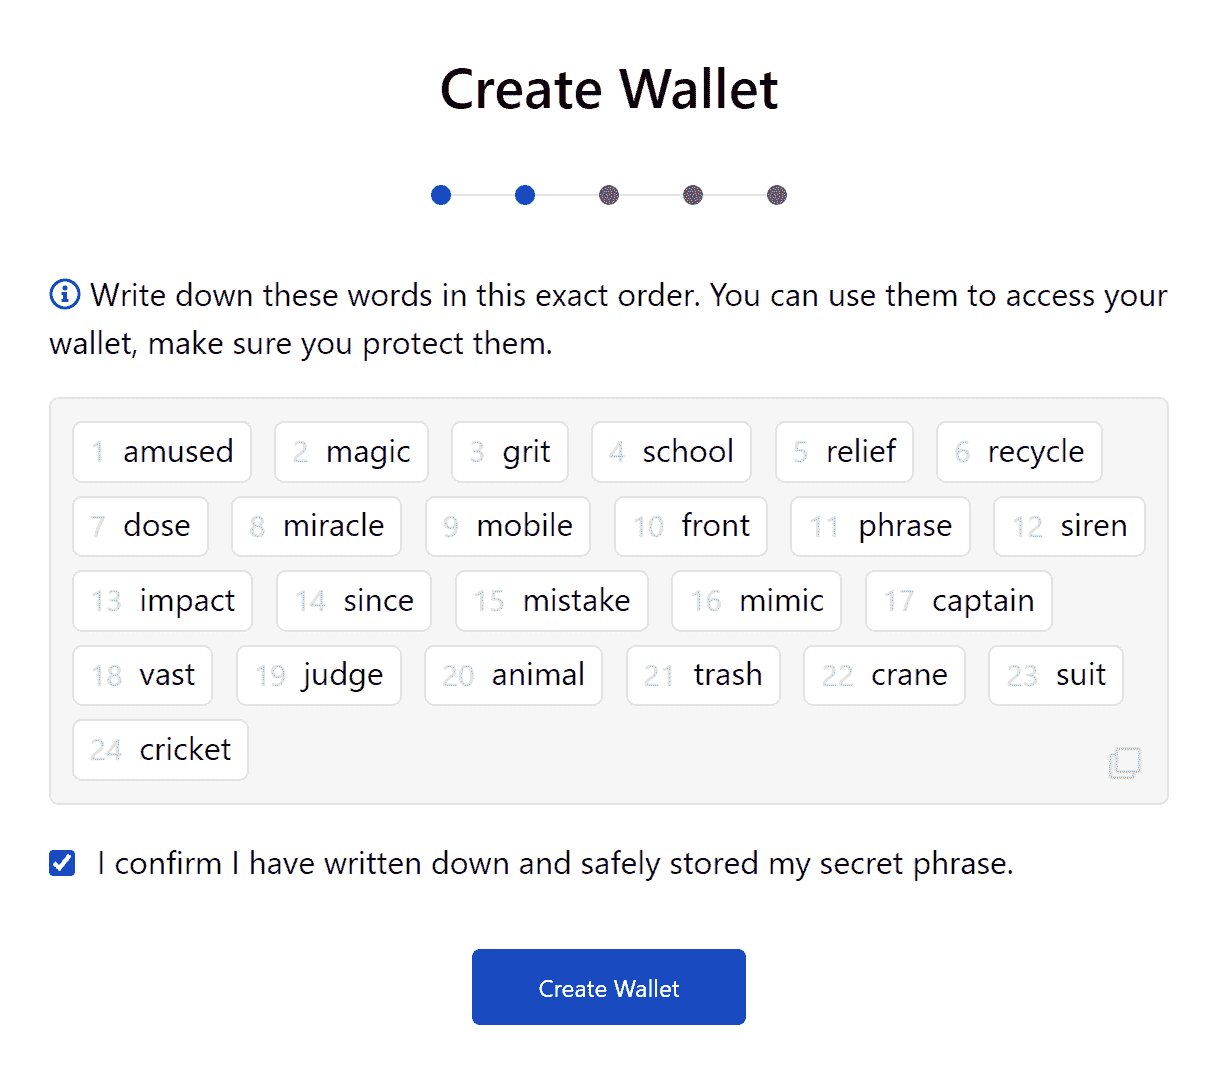 Create Wallet
Write down these words in this exact order. You can use them to access your
wallet, make sure you protect them.
1 amused 2 magic 3 grit 4 school 5 relief 6 recycle
7 dose 8 miracle 9 mobile 10 front 11 phrase 12 siren
13 impact 14 since 15 mistake 16 mimic 17 captain
18 vast 19 judge 20 animal 21 trash 22 crane 23 suit
24 cricket
I confirm I have written down and safely stored my secret phrase.
Create Wallet